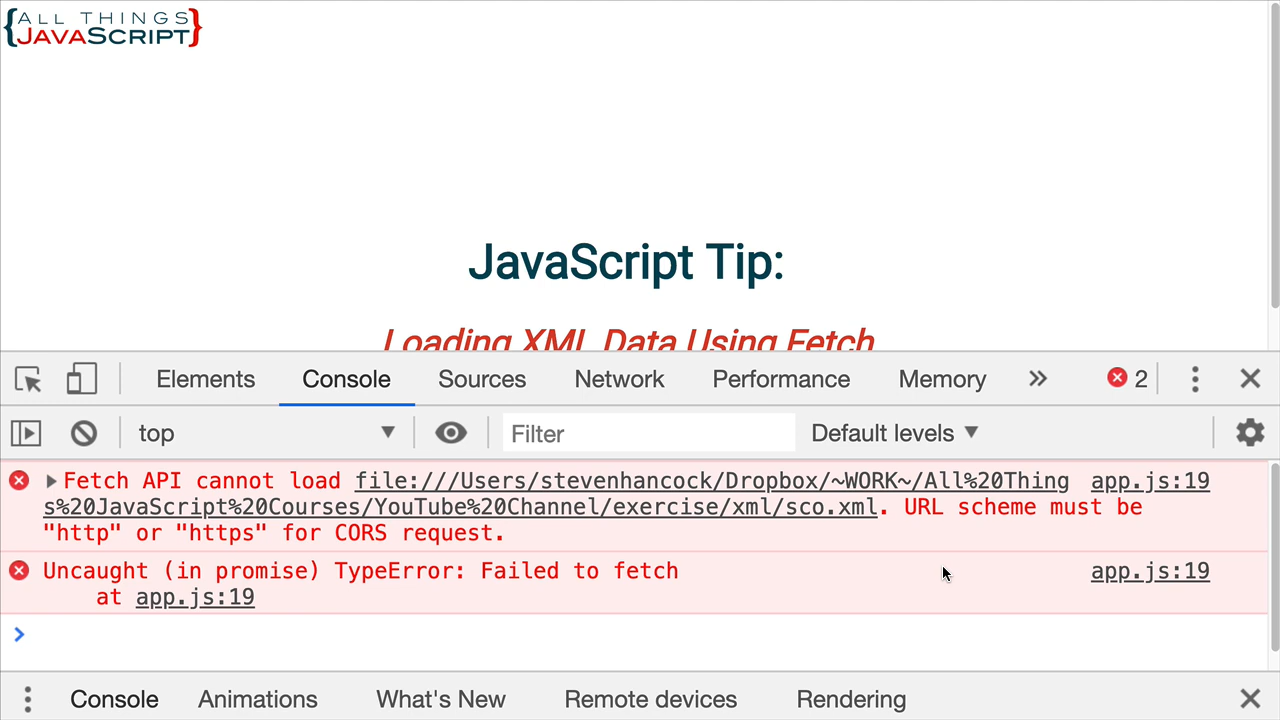 {ALL THINGS
JAVASCRIPT}
JavaScript Tip:
Loading XML Data Using Fetch
Elements Console Sources Network Performance Memory 2
top Filter Default levels
Fetch API cannot load file:///Users/stevenhancock/Dropbox/~WORK~/All%20Thing app.js:19
s%20JavaScript%20Courses/YouTube%20Channel/exercise/xml/sco.xml. URL scheme must be
"http" or "https" for CORS request.
Uncaught (in promise) TypeError: Failed to fetch app.js:19
at app.js:19
Console Animations What's New Remote devices Rendering